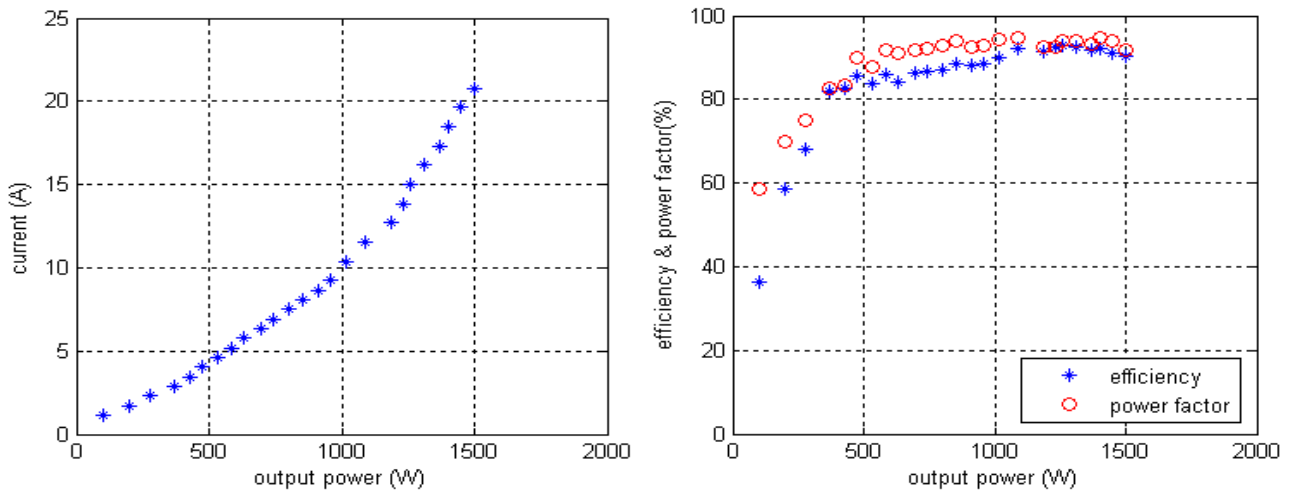 25
20
15
10
5
0
0 500 1000 1500 2000
current (A)
output power (W)
100
80
60
40
20
0
0 500 1000 1500 2000
efficiency & power factor(%)
output power (W)
efficiency
power factor